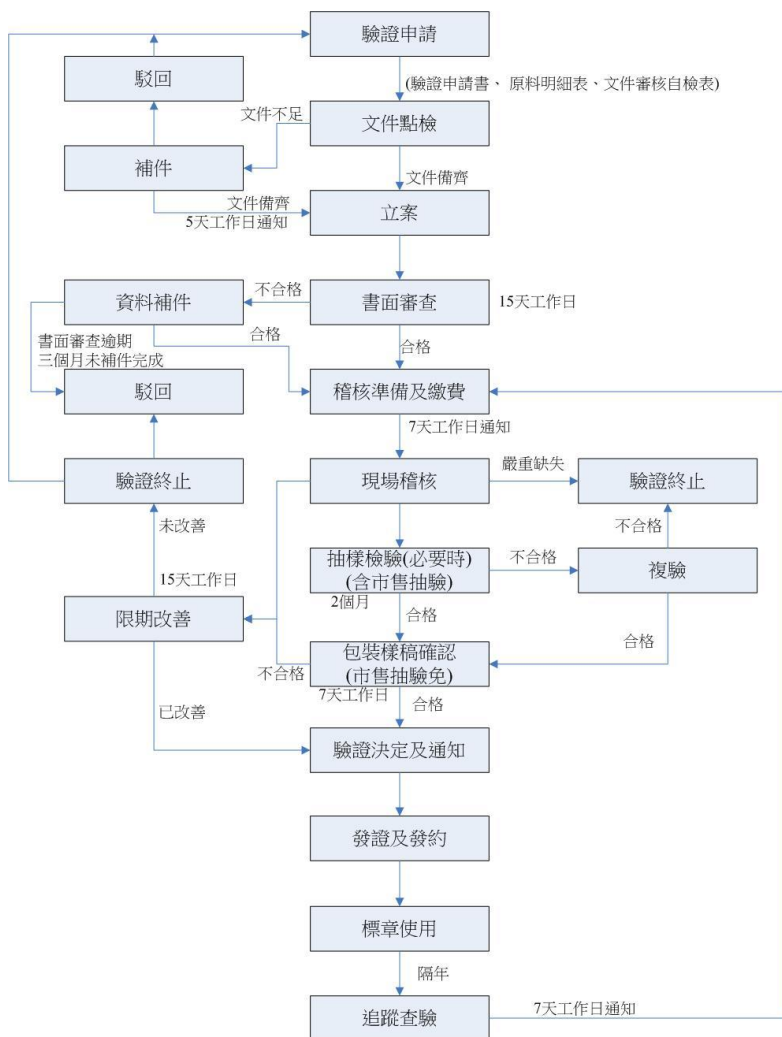 驗證申請
駁回
(驗證申請書、原料明細表、文件審核自檢表)
文件不足
文件點檢
補件
文件備齊
文件備齊
5天工作日通知
立案
資料補件
不合格
書面審查
15天工作日
書面審查逾期
三個月未補件完成
合格
合格
駁回
稽核準備及繳費
7天工作日通知
驗證終止
現場稽核
嚴重缺失
驗證終止
未改善
不合格
抽樣檢驗(必要時)
(含市售抽驗)
不合格
複驗
15天工作日
2個月
合格
限期改善
合格
包裝樣稿確認
(市售抽驗免)
不合格
7天工作日
合格
已改善
驗證決定及通知
發證及發約
標章使用
隔年
追蹤查驗
7天工作日通知